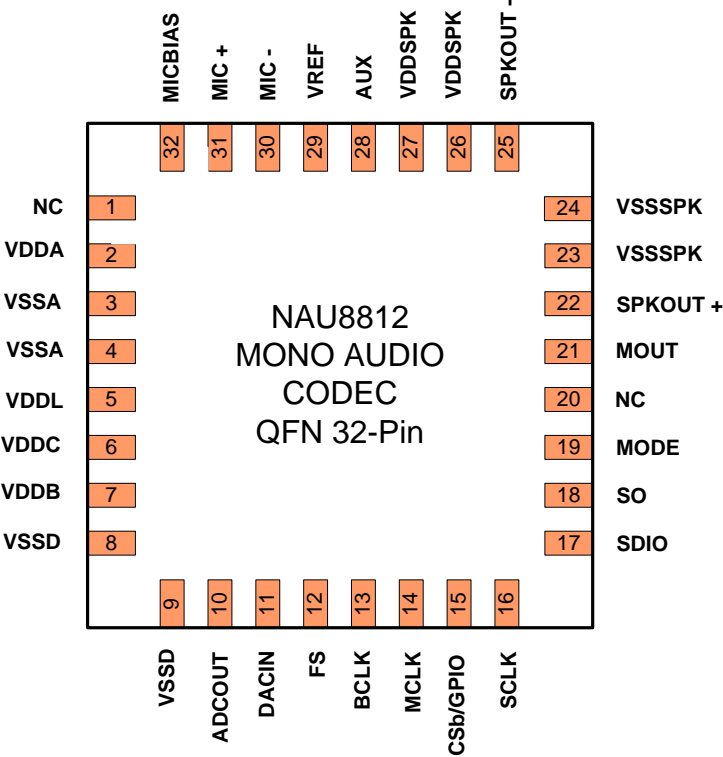 MICBIAS
MIC +
MIC -
VREF
AUX
VDDSPK
VDDSPK
SPKOUT -
32
31
30
29
28
27
26
25
NC 1
VDDA 2
VSSA 3
VSSA 4
VDDL 5
VDDC 6
VDDB 7
VSSD 8
NAU8812
MONO AUDIO
CODEC
QFN 32-Pin
24 VSSSPK
23 VSSSPK
22 SPKOUT +
21 MOUT
20 NC
19 MODE
18 SO
17 SDIO
9
10
11
12
13
14
15
16
VSSD
ADCOUT
DACIN
FS
BCLK
MCLK
CSb/GPIO
SCLK